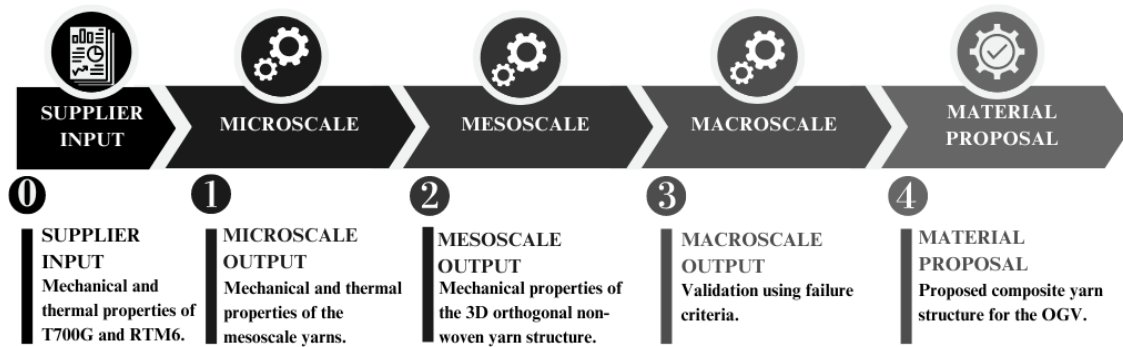 SUPPLIER
INPUT
MICROSCALE
MESOSCALE
MACROSCALE
MATERIAL
PROPOSAL
0
SUPPLIER
INPUT
Mechanical and
thermal properties of
T700G and RTM6.
1
MICROSCALE
OUTPUT
Mechanical and thermal
properties of the
mesoscale yarns.
2
MESOSCALE
OUTPUT
Mechanical properties of
the 3D orthogonal non-
woven yarn structure.
3
MACROSCALE
OUTPUT
Validation using failure
criteria.
4
MATERIAL
PROPOSAL
Proposed composite yarn
structure for the OGV.